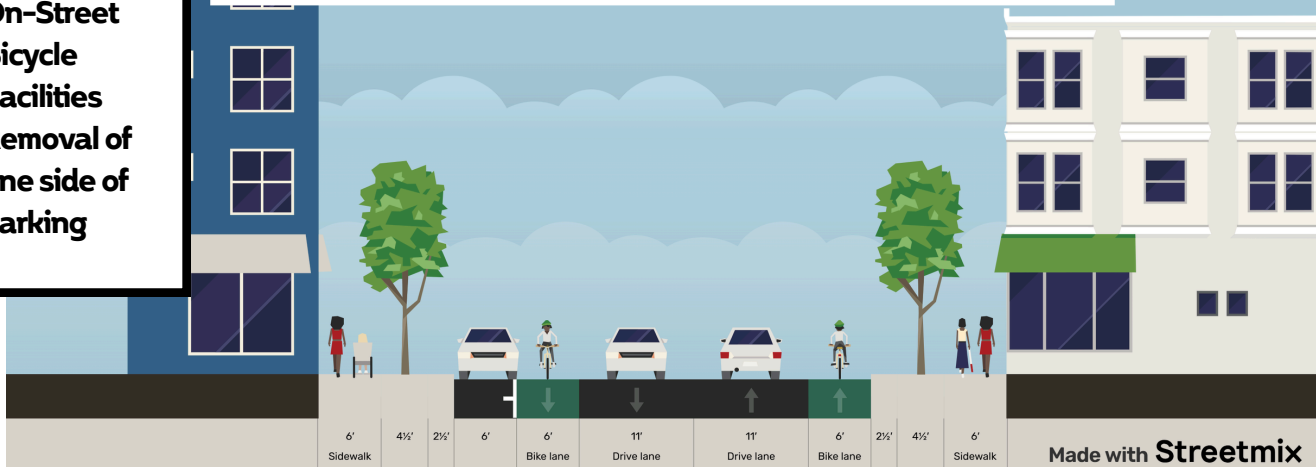 On-Street
icycle
acilities
emoval of
ne side of
arking
6' 4½' 2½' 6' 6' 11' 11' 6' 2½' 4½' 6'
Sidewalk Bike lane Drive lane Drive lane Bike lane Sidewalk
Made with Streetmix